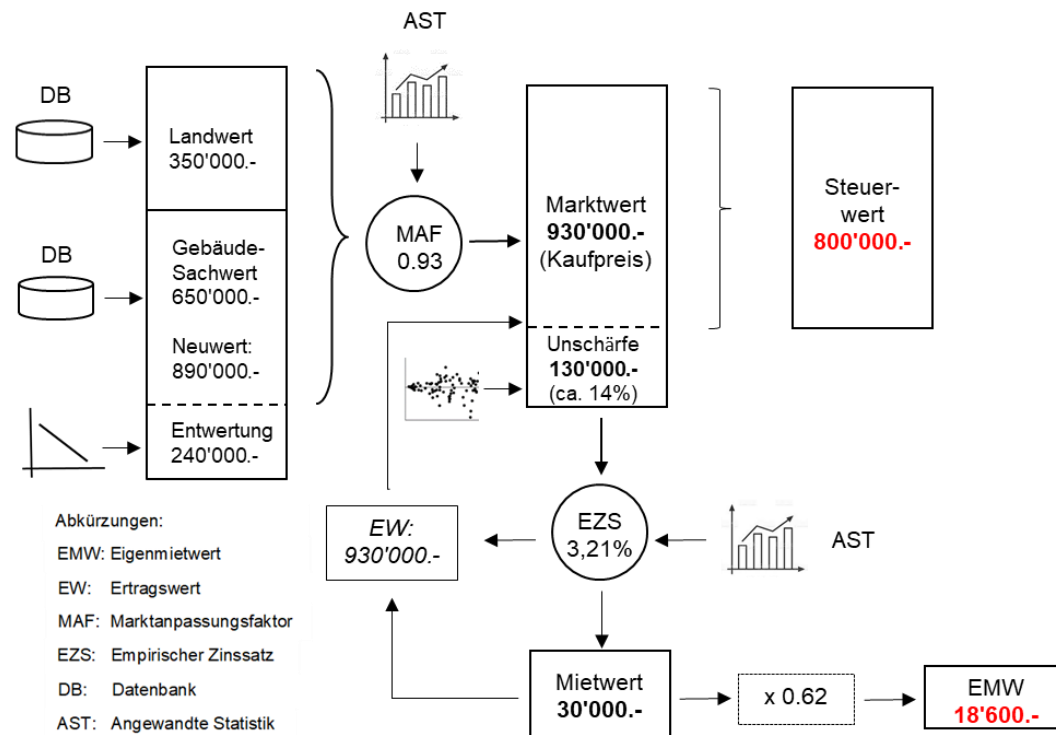 AST
DB
Landwert
350'000.-
DB
Gebäude-
Sachwert
650'000.-
Neuwert:
890'000.-
Entwertung
240'000.-
MAF
0.93
Marktwert
930'000.-
(Kaufpreis)
Unschärfe
130'000.-
(ca. 14%)
Steuer-
wert
800'000.-
EW:
930'000.-
EZS
3,21%
AST
Mietwert
30'000.-
x 0.62
EMW
18'600.-
Abkürzungen:
EMW: Eigenmietwert
EW: Ertragswert
MAF: Marktanpassungsfaktor
EZS: Empirischer Zinssatz
DB: Datenbank
AST: Angewandte Statistik